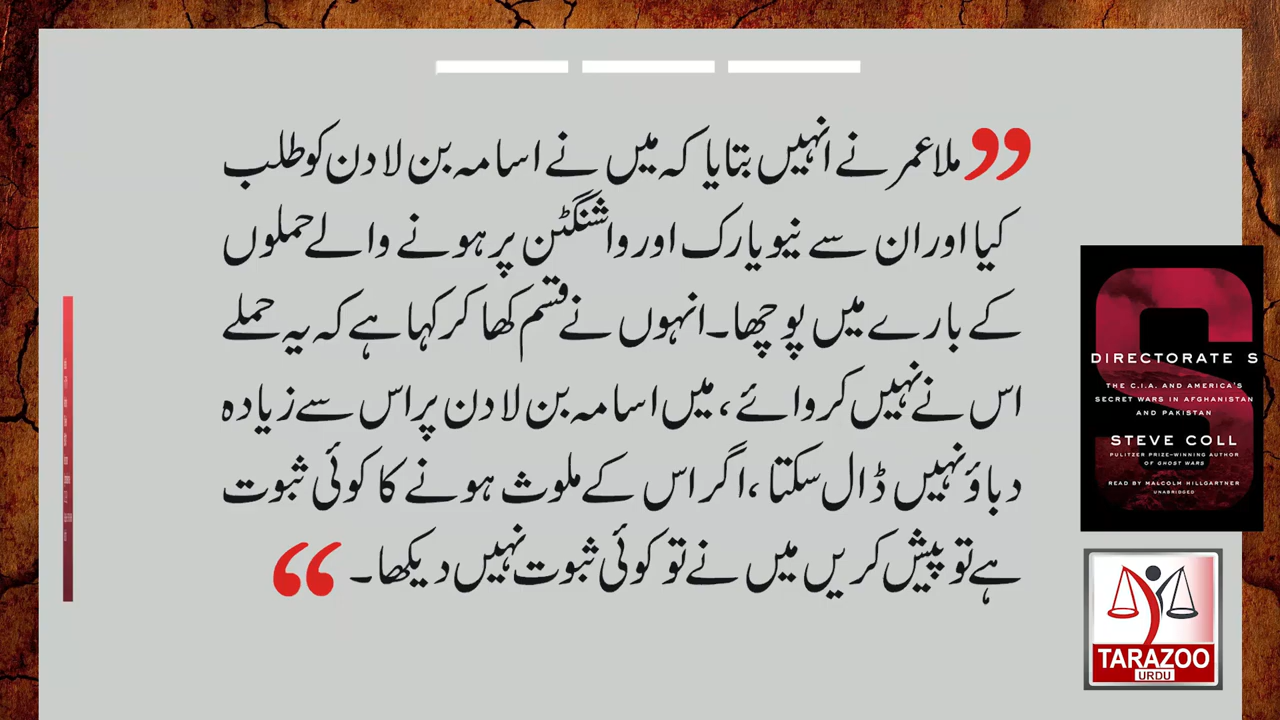 ”ملا عمر نے انہیں بتایا کہ میں نے اسامہ بن لادن کو طلب
کیا اور ان سے نیویارک اور واشنگٹن پر ہونے والے حملوں
کے بارے میں پوچھا۔ انہوں نے قسم کھا کر کہا ہے کہ یہ حملے
اس نے نہیں کروائے، میں اسامہ بن لادن پر اس سے زیادہ
دباؤ نہیں ڈال سکتا، اگر اس کے ملوث ہونے کا کوئی ثبوت
ہے تو پیش کریں میں نے تو کوئی ثبوت نہیں دیکھا۔“
DIRECTORATE S
THE C.I.A. AND AMERICA'S
SECRET WARS IN AFGHANISTAN
AND PAKISTAN
STEVE COLL
PULITZER PRIZE-WINNING AUTHOR
OF GHOST WARS
READ BY MALCOLM HILLGARTNER
UNABRIDGED
TARAZOO
URDU